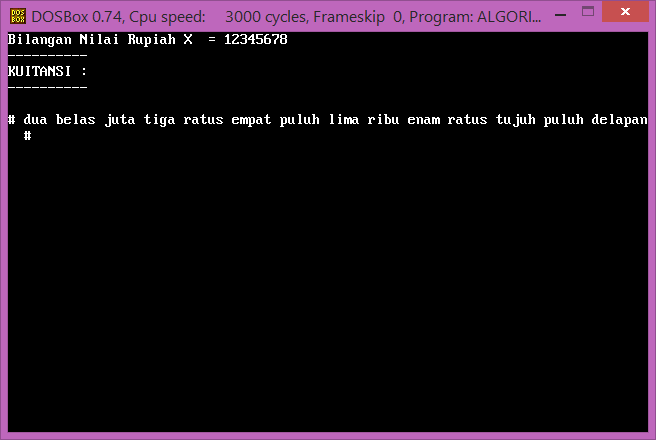 DOSBox 0.74, Cpu speed: 3000 cycles, Frameskip 0, Program: ALGORI...
Bilangan Nilai Rupiah X  = 12345678
----------
KUITANSI :
----------
# dua belas juta tiga ratus empat puluh lima ribu enam ratus tujuh puluh delapan
#